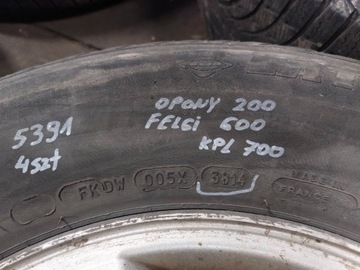 5391
4szt
OPONY 200
FELGI 600
KPL 700
FKDW 005X 3814
MADE IN
FRANCE